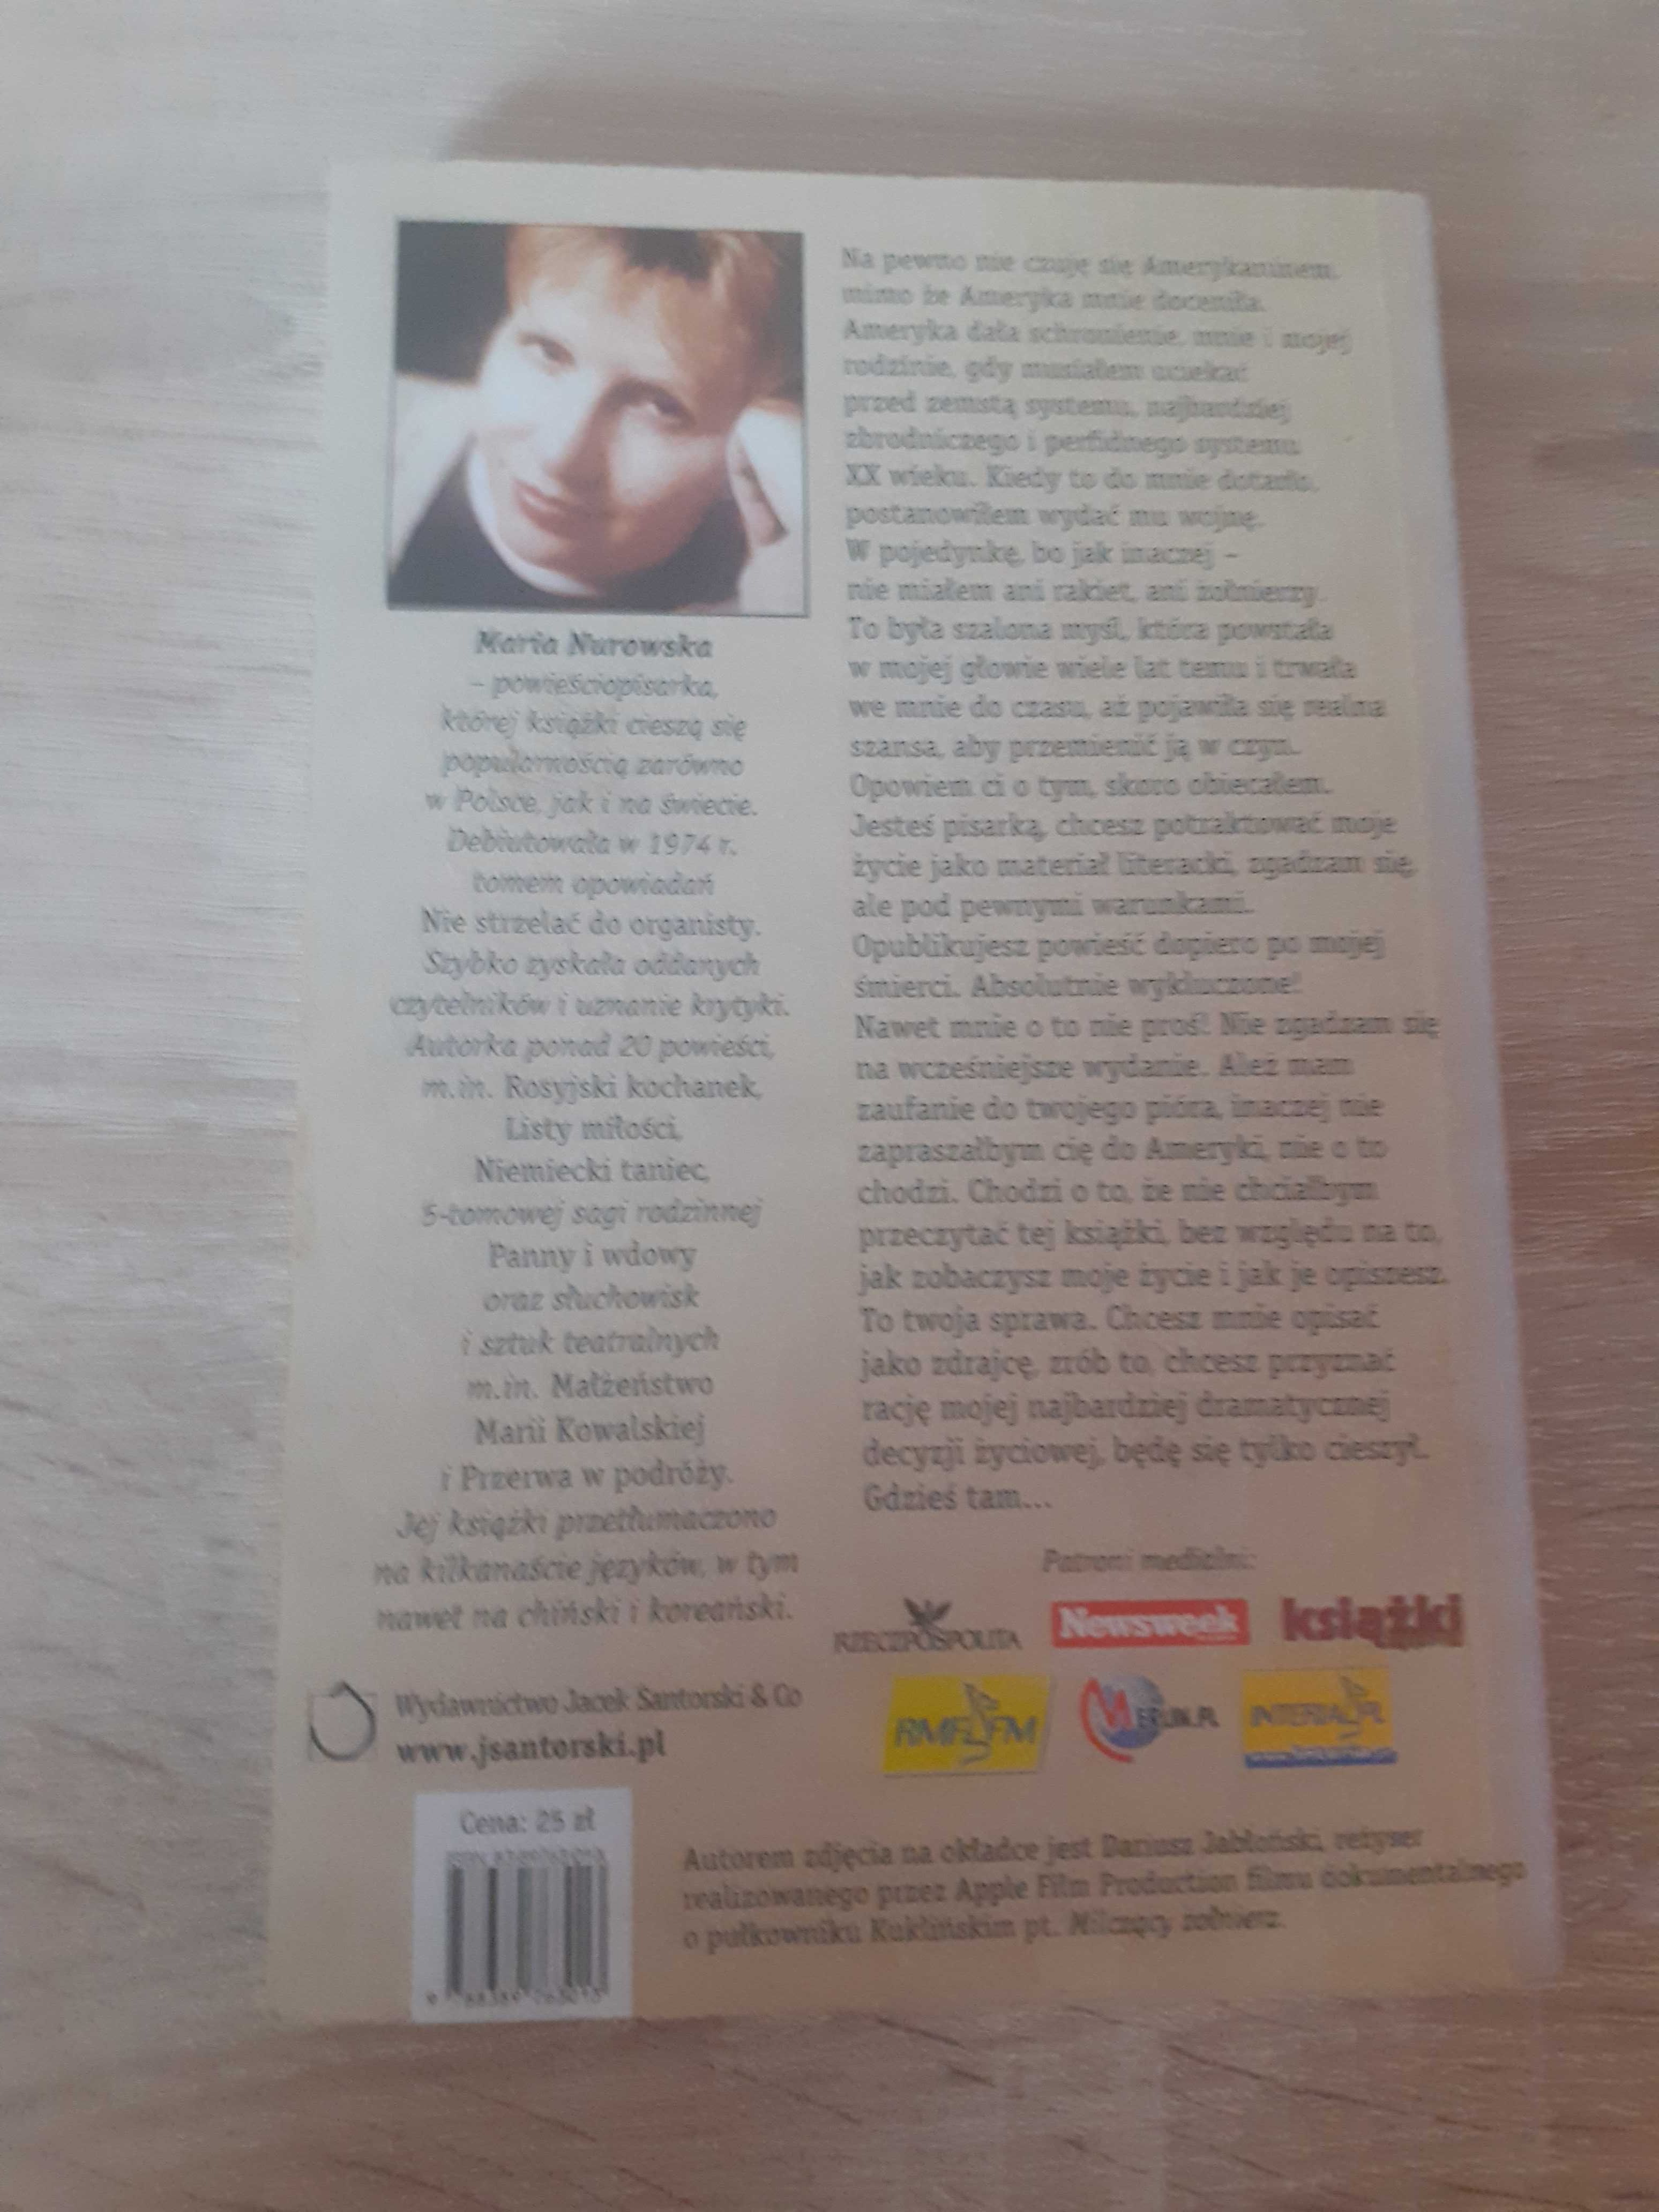 Maria Nurowska
– powieściopisarka,
której książki cieszą się
popularnością zarówno
w Polsce, jak i na świecie.
Debiutowała w 1974 r.
tomem opowiadań
Nie strzelać do organisty.
Szybko zyskała oddanych
czytelników i uznanie krytyki.
Autorka ponad 20 powieści,
m.in. Rosyjski kochanek,
Listy miłości,
Niemiecki taniec,
5-tomowej sagi rodzinnej
Panny i wdowy
oraz słuchowisk
i sztuk teatralnych
m.in. Małżeństwo
Marii Kowalskiej
i Przerwa w podróży.
Jej książki przetłumaczono
na kilkanaście języków, w tym
nawet na chiński i koreański.
Wydawnictwo Jacek Santorski & Co
www.jsantorski.pl
Cena: 25 zł
Na pewno nie czuję się Amerykaninem,
mimo że Ameryka mnie doceniła.
Ameryka dała schronienie, mnie i mojej
rodzinie, gdy musiałem uciekać
przed zemstą systemu, najbardziej
zbrodniczego i perfidnego systemu
XX wieku. Kiedy to do mnie dotarło,
postanowiłem wydać mu wojnę.
W pojedynkę, bo jak inaczej –
nie miałem ani rakiet, ani żołnierzy.
To była szalona myśl, która powstała
w mojej głowie wiele lat temu i trwała
we mnie do czasu, aż pojawiła się realna
szansa, aby przemienić ją w czyn.
Opowiem ci o tym, skoro obiecałem.
Jesteś pisarką, chcesz potraktować moje
życie jako materiał literacki, zgadzam się,
ale pod pewnymi warunkami.
Opublikujesz powieść dopiero po mojej
śmierci. Absolutnie wykluczone!
Nawet mnie o to nie proś! Nie zgadzam się
na wcześniejsze wydanie. Ależ mam
zaufanie do twojego pióra, inaczej nie
zapraszałbym cię do Ameryki, nie o to
chodzi. Chodzi o to, że nie chciałbym
przeczytać tej książki, bez względu na to,
jak zobaczysz moje życie i jak je opiszesz.
To twoja sprawa. Chcesz mnie opisać
jako zdrajcę, zrób to, chcesz przyznać
rację mojej najbardziej dramatycznej
decyzji życiowej, będę się tylko cieszył.
Gdzieś tam...
Patroni medialni:
RZECZPOSPOLITA Newsweek książki
RMF FM MERLIN.PL INTERIA.PL
Autorem zdjęcia na okładce jest Dariusz Jabłoński, reżyser
realizowanego przez Apple Film Production filmu dokumentalnego
o pułkowniku Kuklińskim pt. Milczący żołnierz.